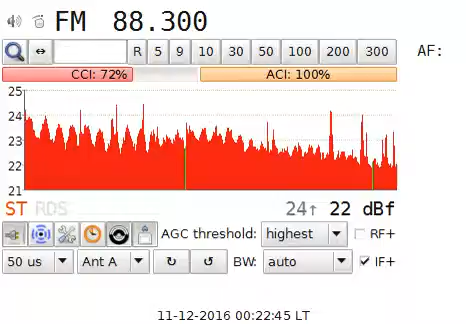 FM 88.300
↔ R 5 9 10 30 50 100 200 300 AF:
CCI: 72% ACI: 100%
25
24
23
22
21
ST RDS 24↑ 22 dBf
AGC threshold: highest RF+
50 us Ant A ↻ ↺ BW: auto IF+
11-12-2016 00:22:45 LT